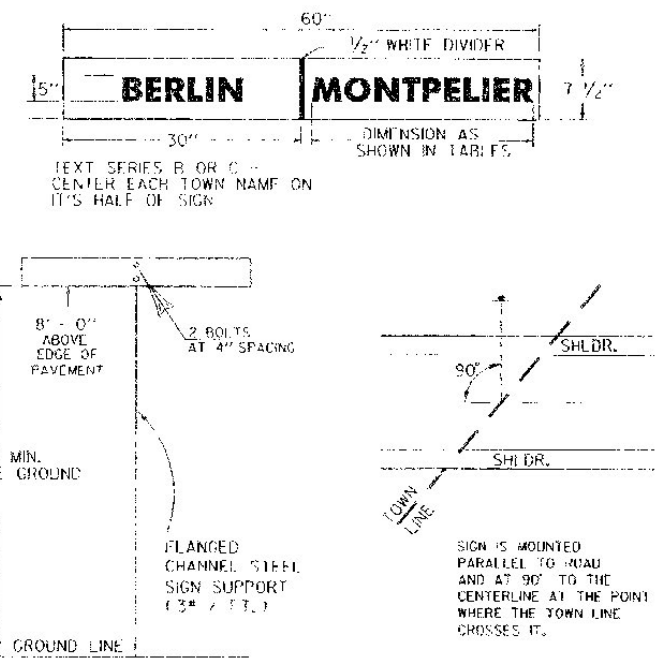 60"
1/2" WHITE DIVIDER
5"
BERLIN
MONTPELIER
7 1/2"
30"
DIMENSION AS
SHOWN IN TABLES
TEXT SERIES B OR C -
CENTER EACH TOWN NAME ON
IT'S HALF OF SIGN
8' - 0"
ABOVE
EDGE OF
PAVEMENT
2 BOLTS
AT 4" SPACING
MIN.
GROUND
FLANGED
CHANNEL STEEL
SIGN SUPPORT
(3# / FT.)
GROUND LINE
SHLDR.
90°
SHLDR.
TOWN
LINE
SIGN IS MOUNTED
PARALLEL TO ROAD
AND AT 90° TO THE
CENTERLINE AT THE POINT
WHERE THE TOWN LINE
CROSSES IT.